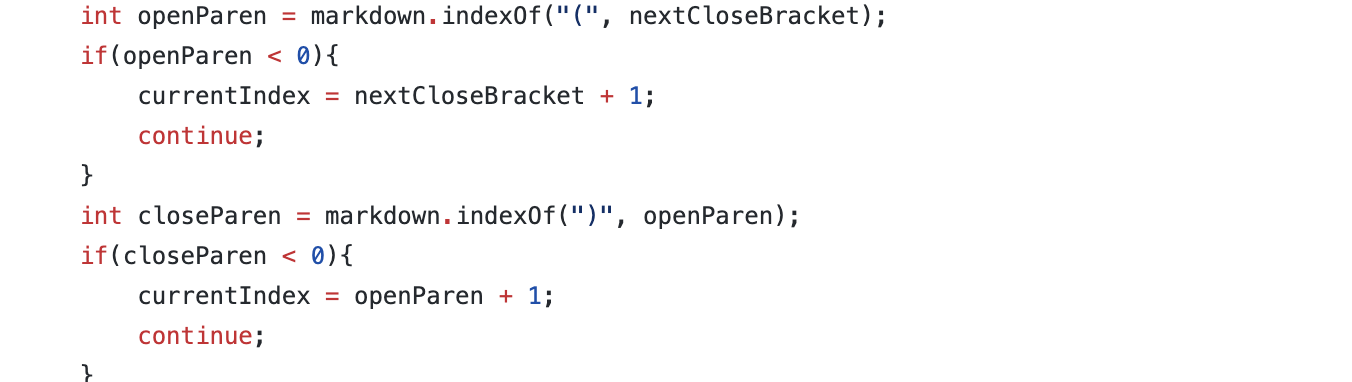 int openParen = markdown.indexOf("(", nextCloseBracket);
if(openParen < 0){
    currentIndex = nextCloseBracket + 1;
    continue;
}
int closeParen = markdown.indexOf(")", openParen);
if(closeParen < 0){
    currentIndex = openParen + 1;
    continue;
}